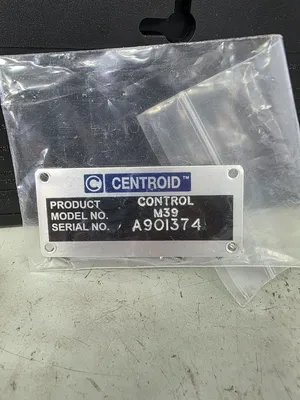 C CENTROID™
PRODUCT CONTROL
MODEL NO. M39
SERIAL NO. A901374